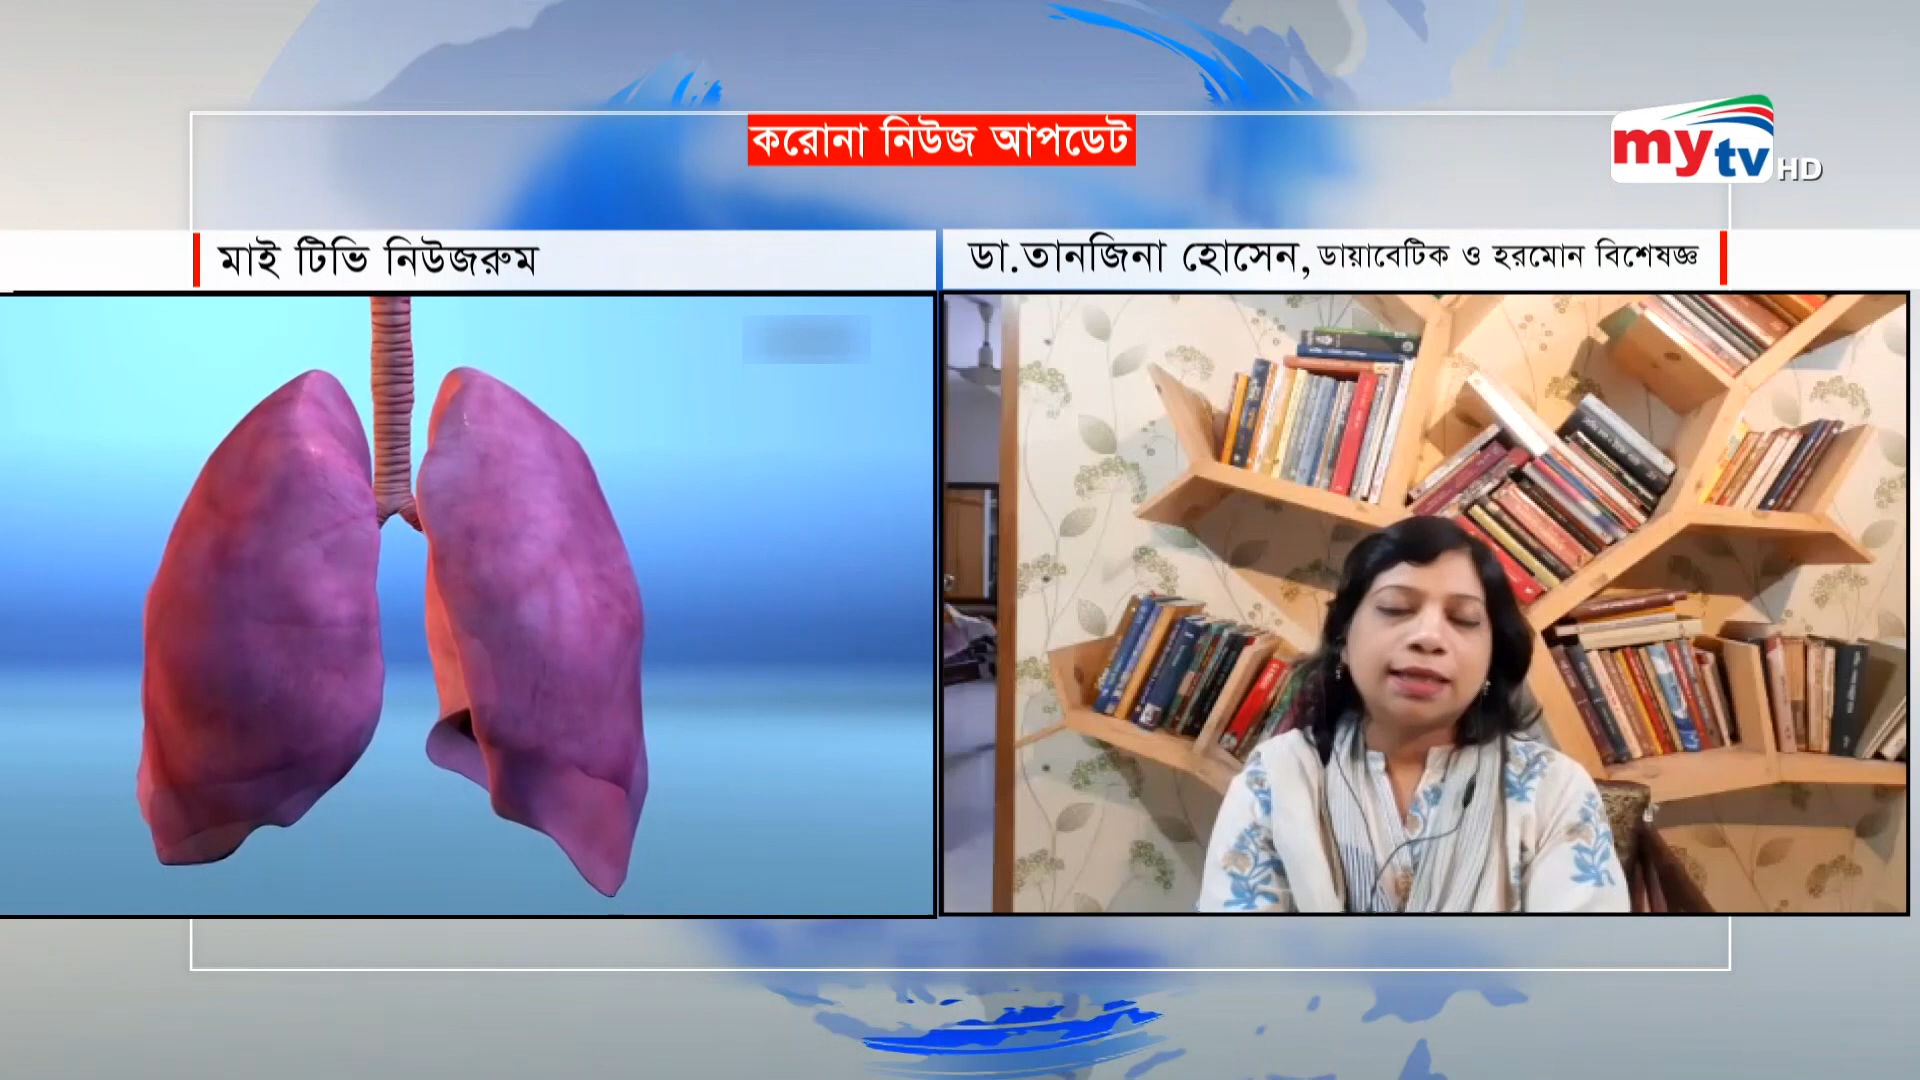 করোনা নিউজ আপডেট
mytv HD
মাই টিভি নিউজরুম
ডা.তানজিনা হোসেন, ডায়াবেটিক ও হরমোন বিশেষজ্ঞ